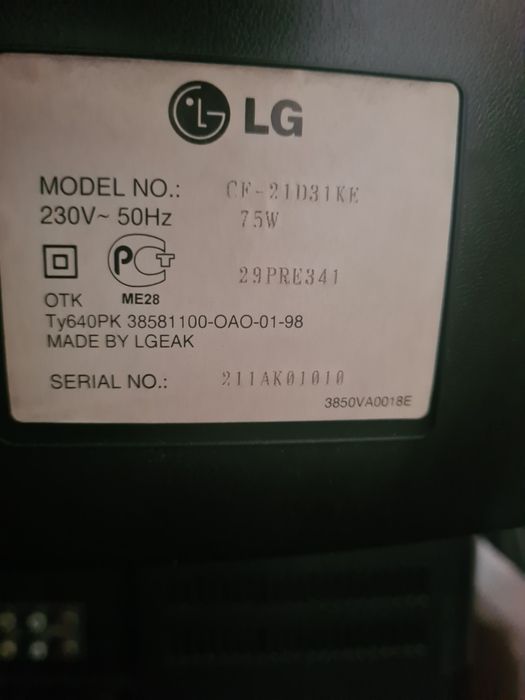 LG
MODEL NO.: CF-21D31KE
230V~ 50Hz 75W
PCT
29PRE341
OTK ME28
Ty640PK 38581100-OAO-01-98
MADE BY LGEAK
SERIAL NO.: 211AK01010
3850VA0018E